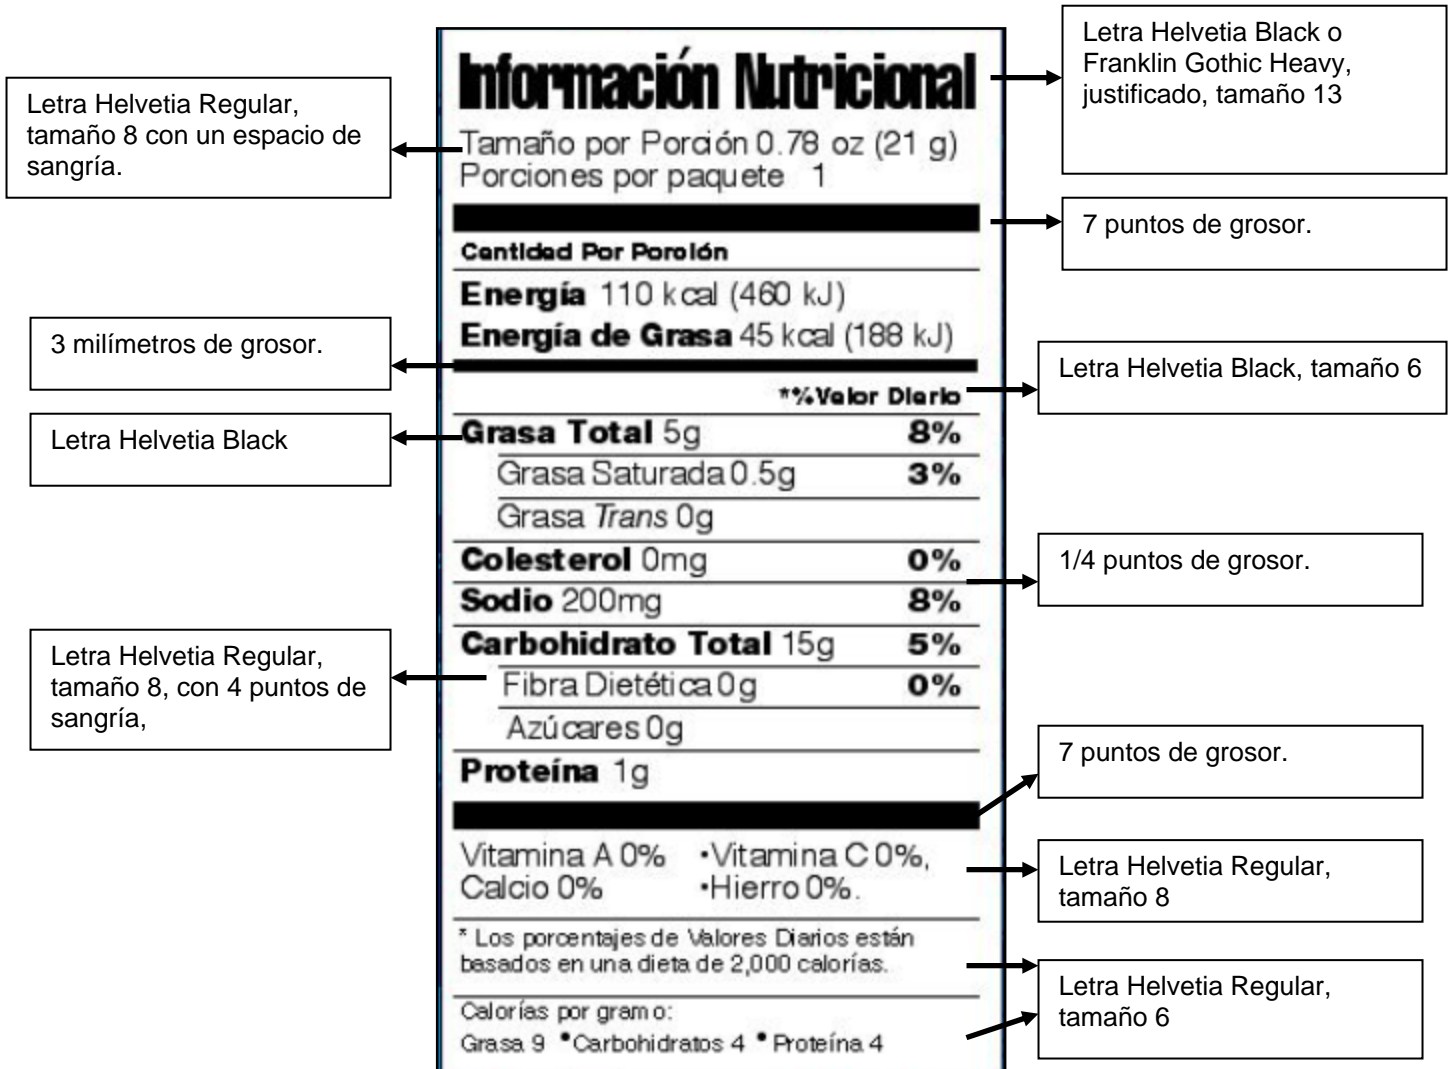 Letra Helvetia Black o
Franklin Gothic Heavy,
justificado, tamaño 13
Información Nutricional
Letra Helvetia Regular,
tamaño 8 con un espacio de
sangría.
Tamaño por Porción 0.78 oz (21 g)
Porciones por paquete 1
7 puntos de grosor.
Cantidad Por Porción
Energía 110 kcal (460 kJ)
Energía de Grasa 45 kcal (188 kJ)
3 milímetros de grosor.
Letra Helvetia Black, tamaño 6
*%Valor Diario
Letra Helvetia Black
Grasa Total 5g 8%
Grasa Saturada 0.5g 3%
Grasa Trans 0g
Colesterol 0mg 0%
1/4 puntos de grosor.
Sodio 200mg 8%
Carbohidrato Total 15g 5%
Letra Helvetia Regular,
tamaño 8, con 4 puntos de
sangría,
Fibra Dietética 0g 0%
Azúcares 0g
Proteína 1g
7 puntos de grosor.
Vitamina A 0% •Vitamina C 0%,
Calcio 0% •Hierro 0%.
Letra Helvetia Regular,
tamaño 8
* Los porcentajes de Valores Diarios están
basados en una dieta de 2,000 calorías.
Letra Helvetia Regular,
tamaño 6
Calorías por gramo:
Grasa 9 •Carbohidratos 4 •Proteína 4